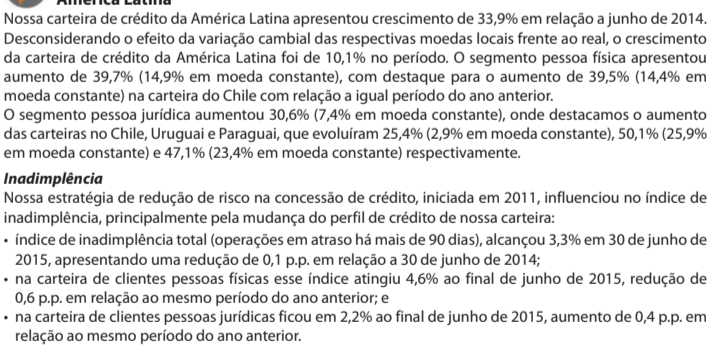 América Latina
Nossa carteira de crédito da América Latina apresentou crescimento de 33,9% em relação a junho de 2014.
Desconsiderando o efeito da variação cambial das respectivas moedas locais frente ao real, o crescimento
da carteira de crédito da América Latina foi de 10,1% no período. O segmento pessoa física apresentou
aumento de 39,7% (14,9% em moeda constante), com destaque para o aumento de 39,5% (14,4% em
moeda constante) na carteira do Chile com relação a igual período do ano anterior.
O segmento pessoa jurídica aumentou 30,6% (7,4% em moeda constante), onde destacamos o aumento
das carteiras no Chile, Uruguai e Paraguai, que evoluíram 25,4% (2,9% em moeda constante), 50,1% (25,9%
em moeda constante) e 47,1% (23,4% em moeda constante) respectivamente.
Inadimplência
Nossa estratégia de redução de risco na concessão de crédito, iniciada em 2011, influenciou no índice de
inadimplência, principalmente pela mudança do perfil de crédito de nossa carteira:
• índice de inadimplência total (operações em atraso há mais de 90 dias), alcançou 3,3% em 30 de junho de
2015, apresentando uma redução de 0,1 p.p. em relação a 30 de junho de 2014;
• na carteira de clientes pessoas físicas esse índice atingiu 4,6% ao final de junho de 2015, redução de
0,6 p.p. em relação ao mesmo período do ano anterior; e
• na carteira de clientes pessoas jurídicas ficou em 2,2% ao final de junho de 2015, aumento de 0,4 p.p. em
relação ao mesmo período do ano anterior.